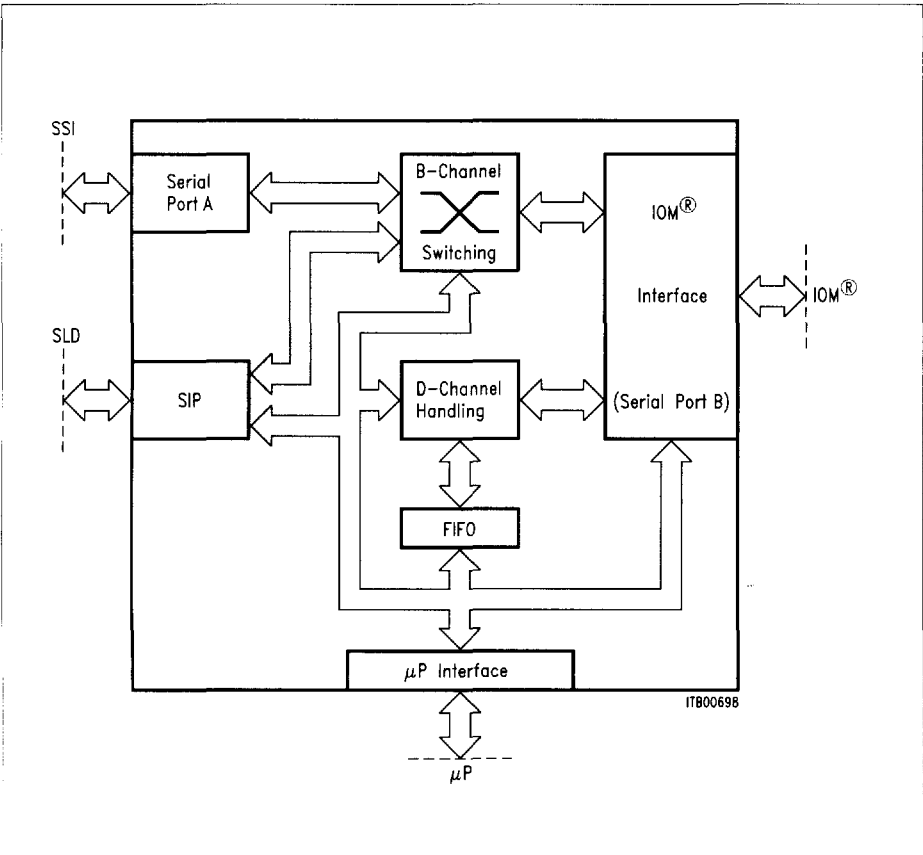 SSI
Serial
Port A
B-Channel
Switching
IOM®
Interface
(Serial Port B)
IOM®
SLD
SIP
D-Channel
Handling
FIFO
μP Interface
ITB00698
μP